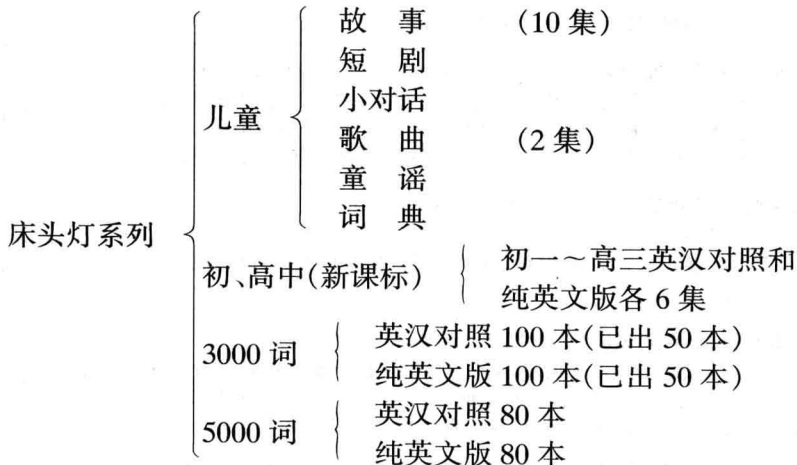 故 事 （10 集）
短 剧
小对话
儿童
歌 曲 （2 集）
童 谣
词 典
床头灯系列
初、高中（新课标）
初一～高三英汉对照和
纯英文版各 6 集
3000 词
英汉对照 100 本（已出 50 本）
纯英文版 100 本（已出 50 本）
5000 词
英汉对照 80 本
纯英文版 80 本